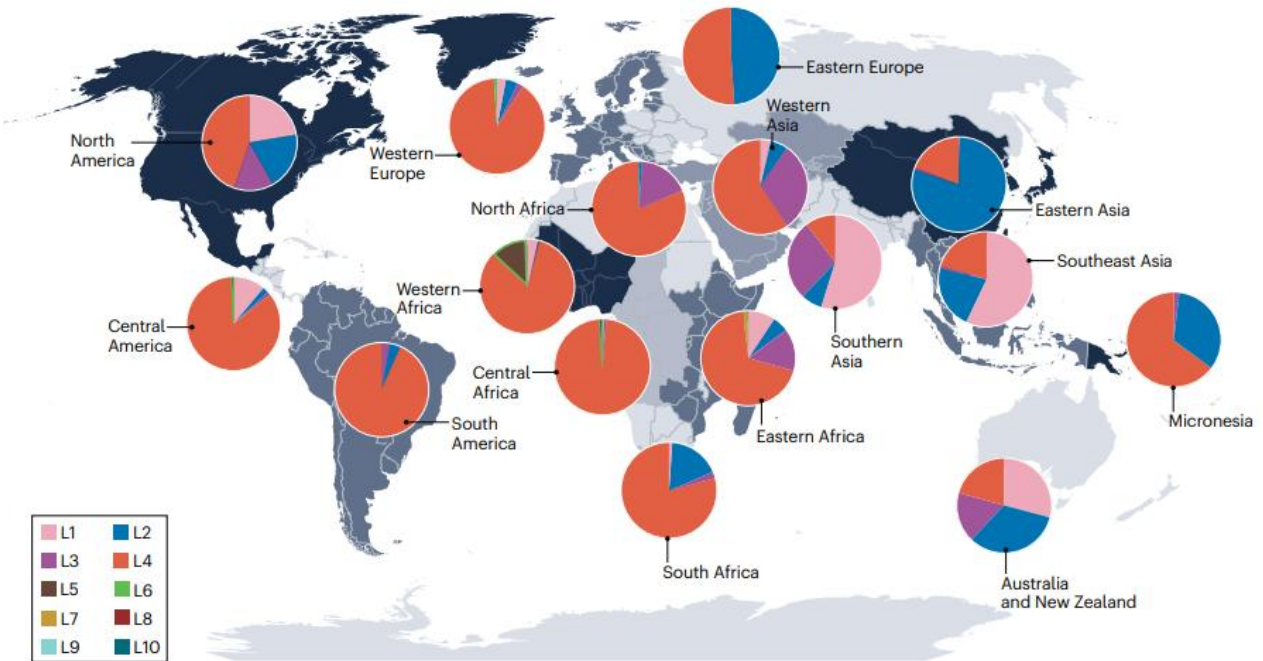 Eastern Europe
Western
Asia
North
America
Western
Europe
North Africa
Eastern Asia
Southeast Asia
Western
Africa
Southern
Asia
Central
America
Central
Africa
Eastern Africa
Micronesia
South
America
South Africa
Australia
and New Zealand
L1 L2
L3 L4
L5 L6
L7 L8
L9 L10